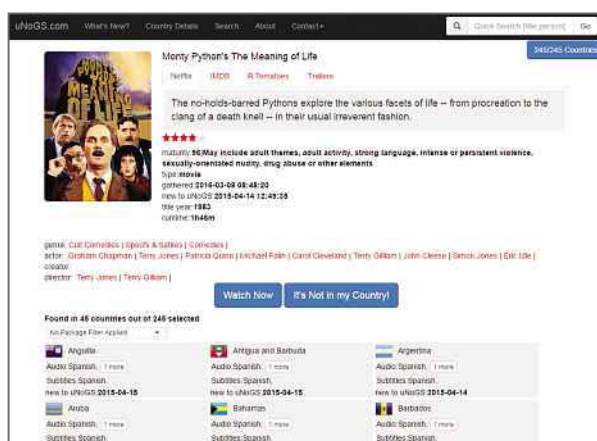 uNoGS.com What's New? Country Details Search About Contact
Quick Search [title,person] Go
245/245 Countries
MONTY PYTHON'S THE MEANING OF LIFE
Monty Python's The Meaning of Life
Netflix IMDB R.Tomatoes Trailers
The no-holds-barred Pythons explore the various facets of life -- from procreation to the
clang of a death knell -- in their usual irreverent fashion.
maturity:90|May include adult themes, adult activity, strong language, intense or persistent violence,
sexually-orientated nudity, drug abuse or other elements
type:movie
gathered:2016-03-09 08:48:20
new to uNoGS:2015-04-14 12:49:35
title year:1983
runtime:1h46m
genre: Cult Comedies | Spoofs & Satires | Comedies |
actor: Graham Chapman | Terry Jones | Patricia Quinn | Michael Palin | Carol Cleveland | Terry Gilliam | John Cleese | Simon Jones | Eric Idle |
creator:
director: Terry Jones | Terry Gilliam |
Watch Now It's Not in my Country!
Found in 45 countries out of 245 selected
No Package Filter Applied
Anguilla Antigua and Barbuda Argentina
Audio:Spanish, 1 more Audio:Spanish, 1 more Audio:Spanish, 1 more
Subtitles:Spanish, Subtitles:Spanish, Subtitles:Spanish,
new to uNoGS:2015-04-15 new to uNoGS:2015-04-15 new to uNoGS:2015-04-14
Aruba Bahamas Barbados
Audio:Spanish, 1 more Audio:Spanish, 1 more Audio:Spanish, 1 more
Subtitles:Spanish, Subtitles:Spanish, Subtitles:Spanish,